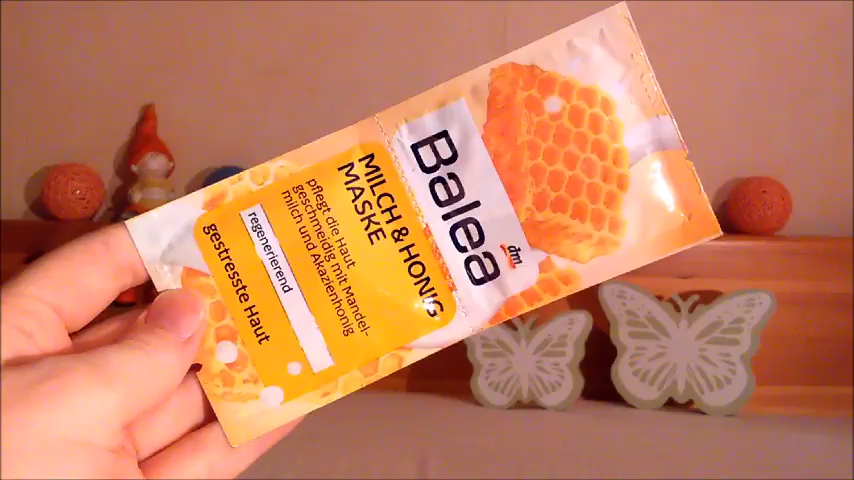 Balea
dm
MILCH & HONIG
MASKE
pflegt die Haut
geschmeidig mit Mandel-
milch und Akazienhonig
regenerierend
gestresste Haut